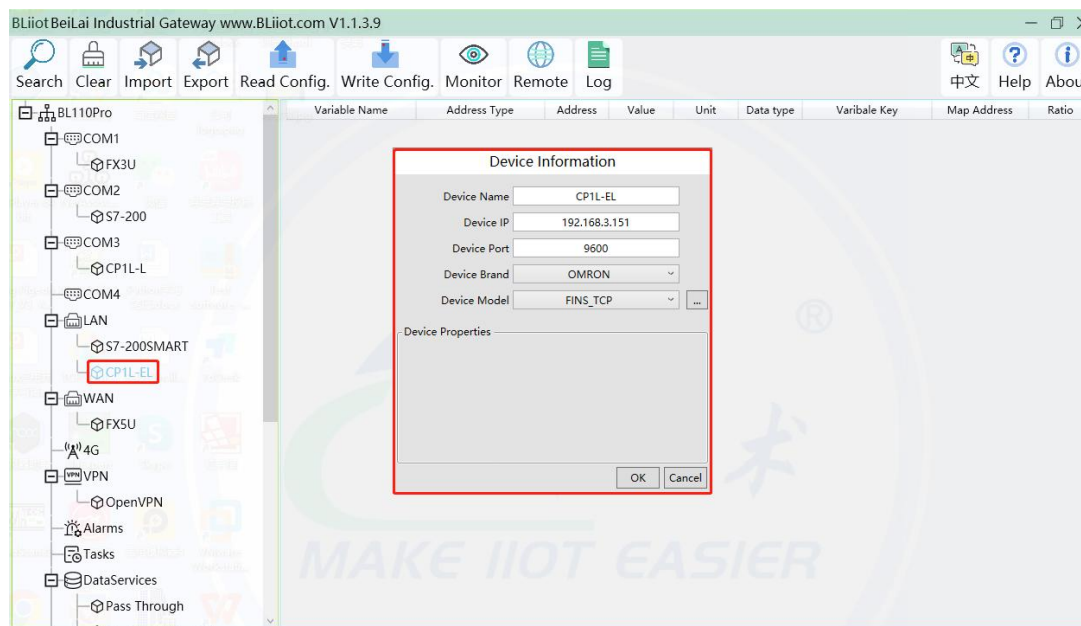 BLiiot BeiLai Industrial Gateway www.BLiiot.com V1.1.3.9
Search Clear Import Export Read Config. Write Config. Monitor Remote Log 中文 Help Abou
Variable Name Address Type Address Value Unit Data type Varibale Key Map Address Ratio
BL110Pro
COM1
FX3U
COM2
S7-200
COM3
CP1L-L
COM4
LAN
S7-200SMART
CP1L-EL
WAN
FX5U
4G
VPN
OpenVPN
Alarms
Tasks
DataServices
Pass Through
Device Information
Device Name CP1L-EL
Device IP 192.168.3.151
Device Port 9600
Device Brand OMRON
Device Model FINS_TCP ...
Device Properties
OK Cancel
®
术
MAKE IIOT EASIER